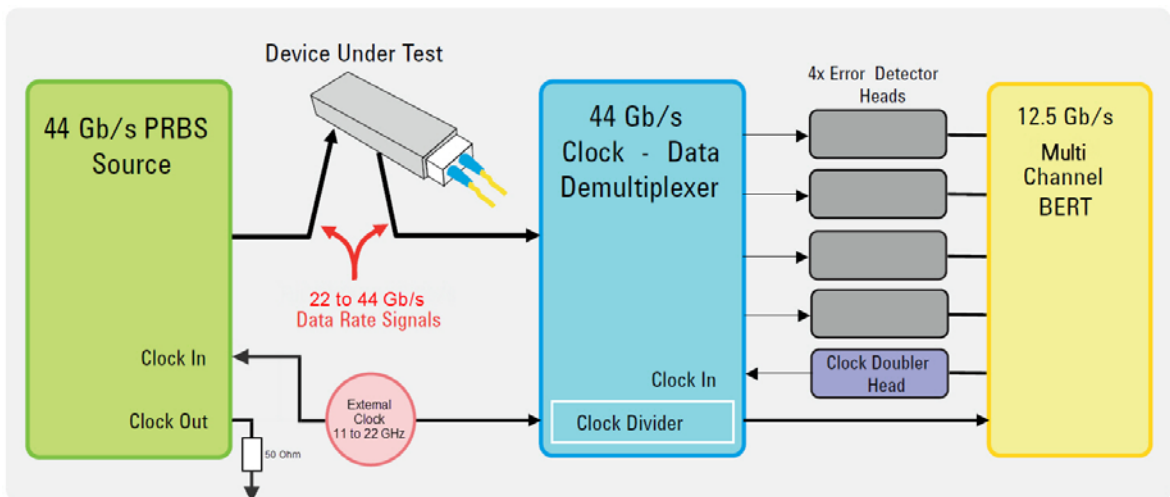 Device Under Test
44 Gb/s PRBS
Source
22 to 44 Gb/s
Data Rate Signals
Clock In
Clock Out
50 Ohm
External
Clock
11 to 22 GHz
44 Gb/s
Clock - Data
Demultiplexer
Clock In
Clock Divider
4x Error Detector
Heads
Clock Doubler
Head
12.5 Gb/s
Multi
Channel
BERT